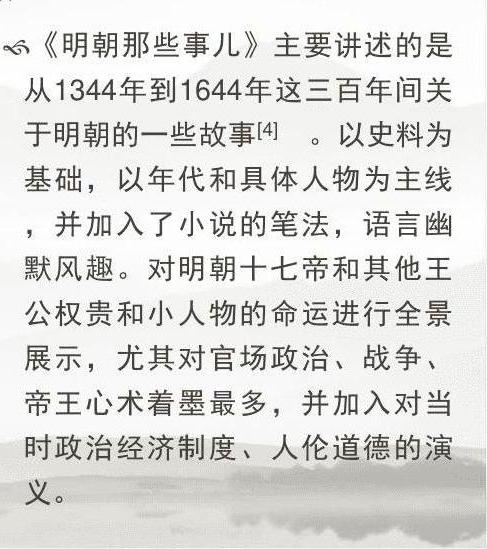 《明朝那些事儿》主要讲述的是
从1344年到1644年这三百年间关
于明朝的一些故事[4] 。以史料为
基础，以年代和具体人物为主线
，并加入了小说的笔法，语言幽
默风趣。对明朝十七帝和其他王
公权贵和小人物的命运进行全景
展示，尤其对官场政治、战争、
帝王心术着墨最多，并加入对当
时政治经济制度、人伦道德的演
义。